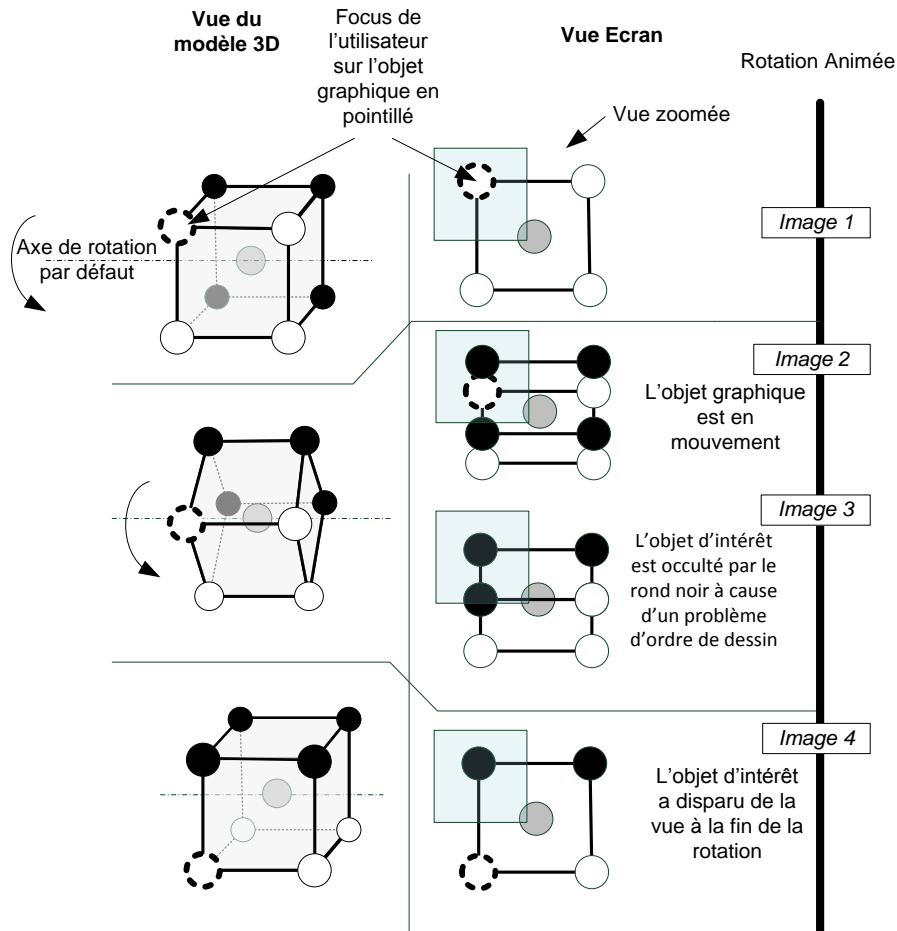 Vue du
modèle 3D
Focus de
l'utilisateur
sur l'objet
graphique en
pointillé
Vue Ecran
Rotation Animée
Vue zoomée
Image 1
Axe de rotation
par défaut
Image 2
L'objet graphique
est en
mouvement
Image 3
L'objet d'intérêt
est occulté par le
rond noir à cause
d'un problème
d'ordre de dessin
Image 4
L'objet d'intérêt
a disparu de la
vue à la fin de la
rotation